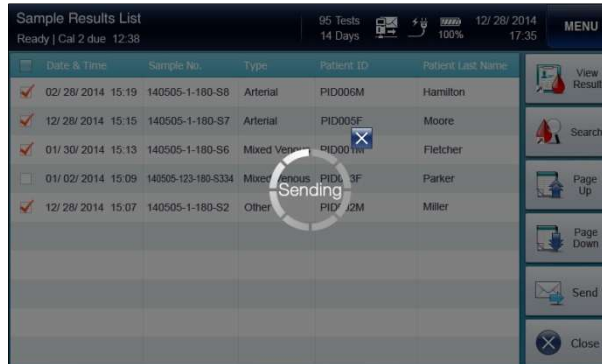 Sample Results List
Ready | Cal 2 due 12:38
95 Tests
14 Days
100%
12/ 28/ 2014
17:35
MENU
Date & Time Sample No. Type Patient ID Patient Last Name
02/ 28/ 2014 15:19 140505-1-180-S8 Arterial PID006M Hamilton
12/ 28/ 2014 15:15 140505-1-180-S7 Arterial PID005F Moore
01/ 30/ 2014 15:13 140505-1-180-S6 Mixed Venous PID001M Fletcher
01/ 02/ 2014 15:09 140505-123-180-S334 Mixed Venous Parker
12/ 28/ 2014 15:07 140505-1-180-S2 Other Miller
Sending
View
Result
Search
Page
Up
Page
Down
Send
Close